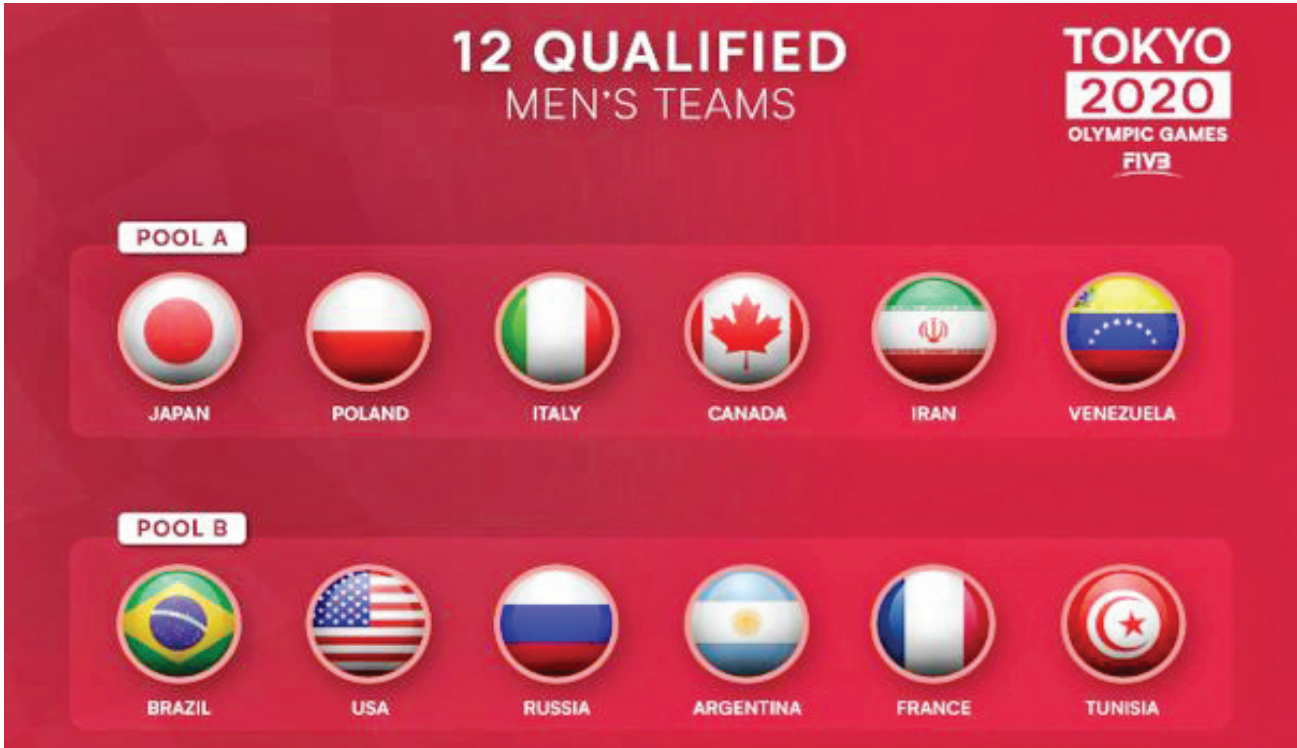 12 QUALIFIED
MEN'S TEAMS
TOKYO
2020
OLYMPIC GAMES
FIVB
POOL A
JAPAN POLAND ITALY CANADA IRAN VENEZUELA
POOL B
BRAZIL USA RUSSIA ARGENTINA FRANCE TUNISIA